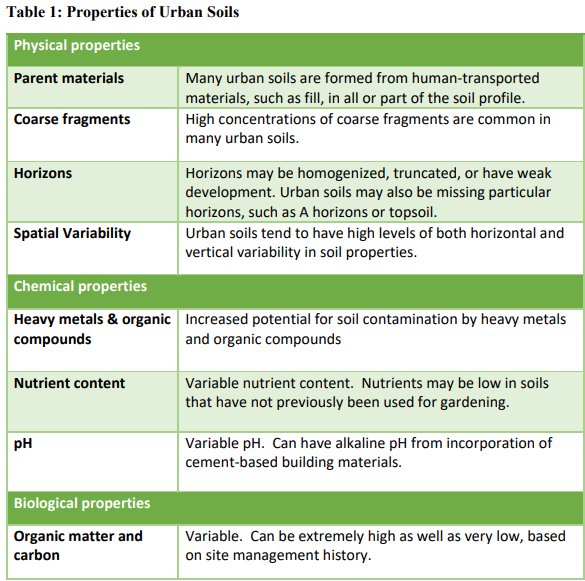 Table 1: Properties of Urban Soils
Physical properties
Parent materials
Many urban soils are formed from human-transported
materials, such as fill, in all or part of the soil profile.
Coarse fragments
High concentrations of coarse fragments are common in
many urban soils.
Horizons
Horizons may be homogenized, truncated, or have weak
development. Urban soils may also be missing particular
horizons, such as A horizons or topsoil.
Spatial Variability
Urban soils tend to have high levels of both horizontal and
vertical variability in soil properties.
Chemical properties
Heavy metals & organic
compounds
Increased potential for soil contamination by heavy metals
and organic compounds
Nutrient content
Variable nutrient content.  Nutrients may be low in soils
that have not previously been used for gardening.
pH
Variable pH.  Can have alkaline pH from incorporation of
cement-based building materials.
Biological properties
Organic matter and
carbon
Variable.  Can be extremely high as well as very low, based
on site management history.